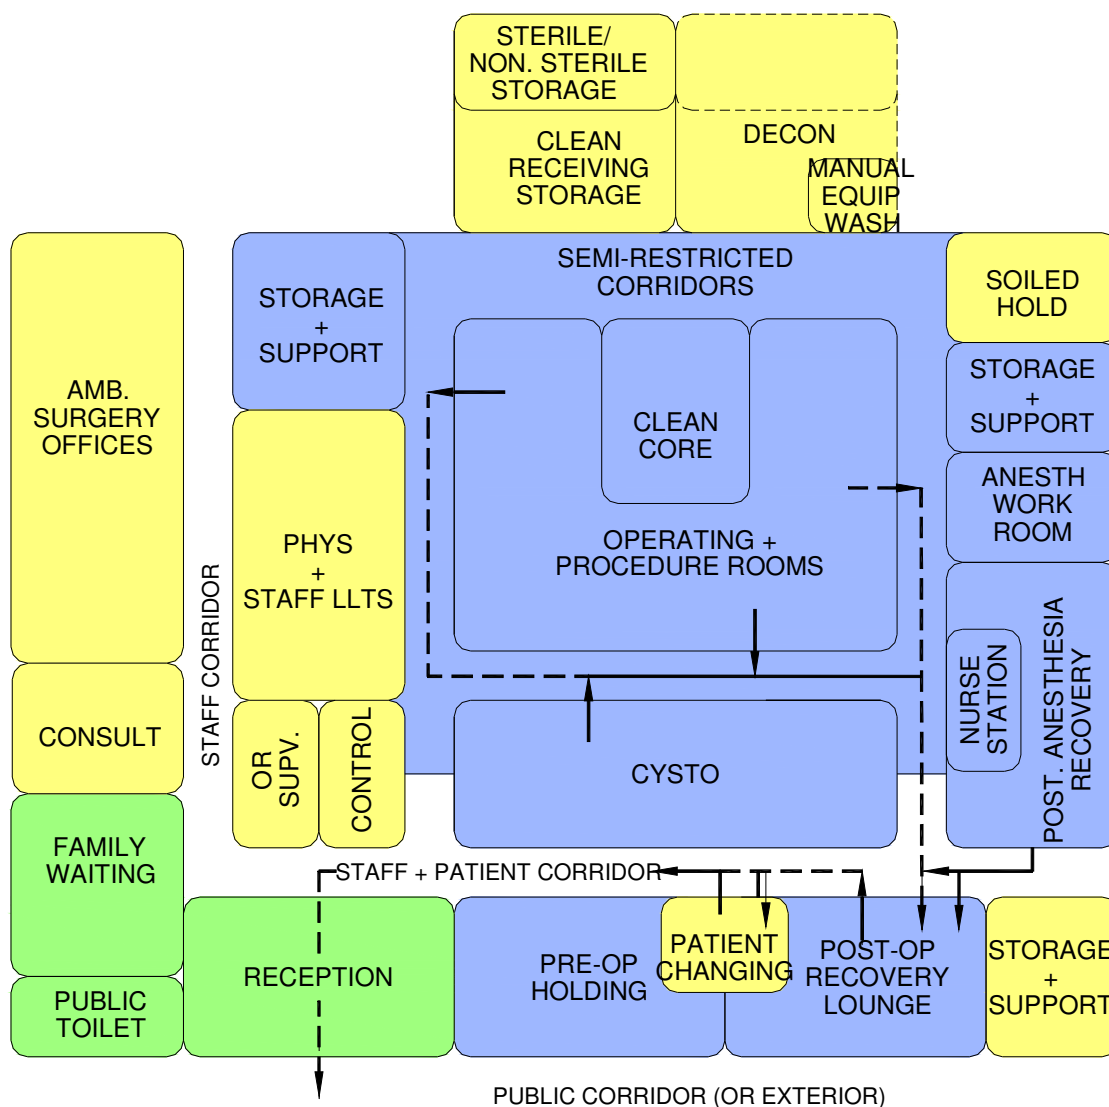 STERILE/
NON. STERILE
STORAGE
CLEAN
RECEIVING
STORAGE
DECON
MANUAL
EQUIP
WASH
SEMI-RESTRICTED
CORRIDORS
STORAGE
+
SUPPORT
SOILED
HOLD
AMB.
SURGERY
OFFICES
CLEAN
CORE
STORAGE
+
SUPPORT
ANESTH
WORK
ROOM
PHYS
+
STAFF LLTS
OPERATING +
PROCEDURE ROOMS
STAFF CORRIDOR
NURSE
STATION
POST. ANESTHESIA
RECOVERY
CONSULT
OR
SUPV.
CONTROL
CYSTO
FAMILY
WAITING
STAFF + PATIENT CORRIDOR
RECEPTION
PRE-OP
HOLDING
PATIENT
CHANGING
POST-OP
RECOVERY
LOUNGE
STORAGE
+
SUPPORT
PUBLIC
TOILET
PUBLIC CORRIDOR (OR EXTERIOR)